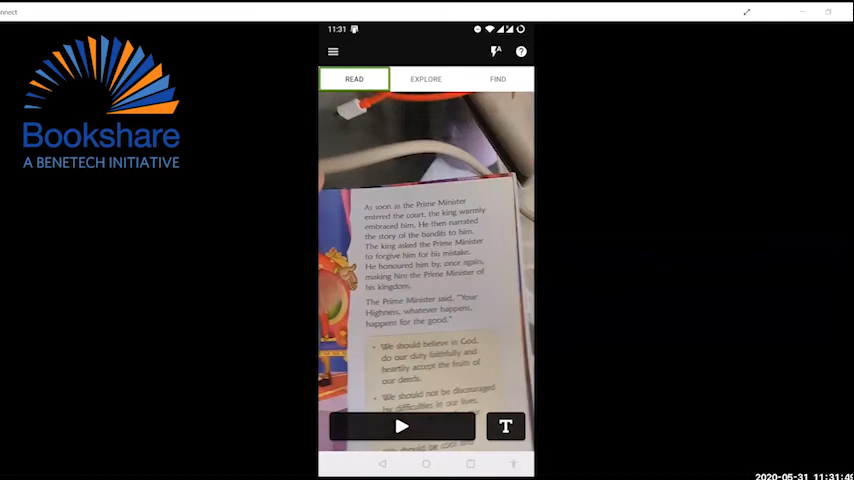 nnect
11:31
Bookshare
A BENETECH INITIATIVE
READ
EXPLORE
FIND
As soon as the Prime Minister
entered the court, the king warmly
embraced him. He then narrated
the story of the bandits to him.
The king asked the Prime Minister
to forgive him for his mistake.
He honoured him by, once again,
making him the Prime Minister of
his kingdom.
The Prime Minister said, "Your
Highness, whatever happens,
happens for the good."
• We should believe in God,
do our duty faithfully and
heartily accept the fruits of
our deeds.
• We should not be discouraged
by difficulties in our lives.
T
2020-05-31 11:31:49